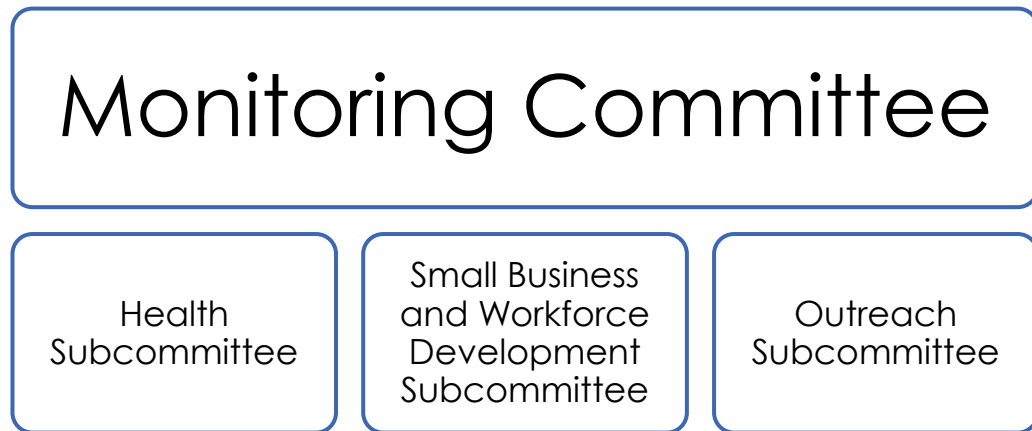 Monitoring Committee
Health
Subcommittee
Small Business
and Workforce
Development
Subcommittee
Outreach
Subcommittee